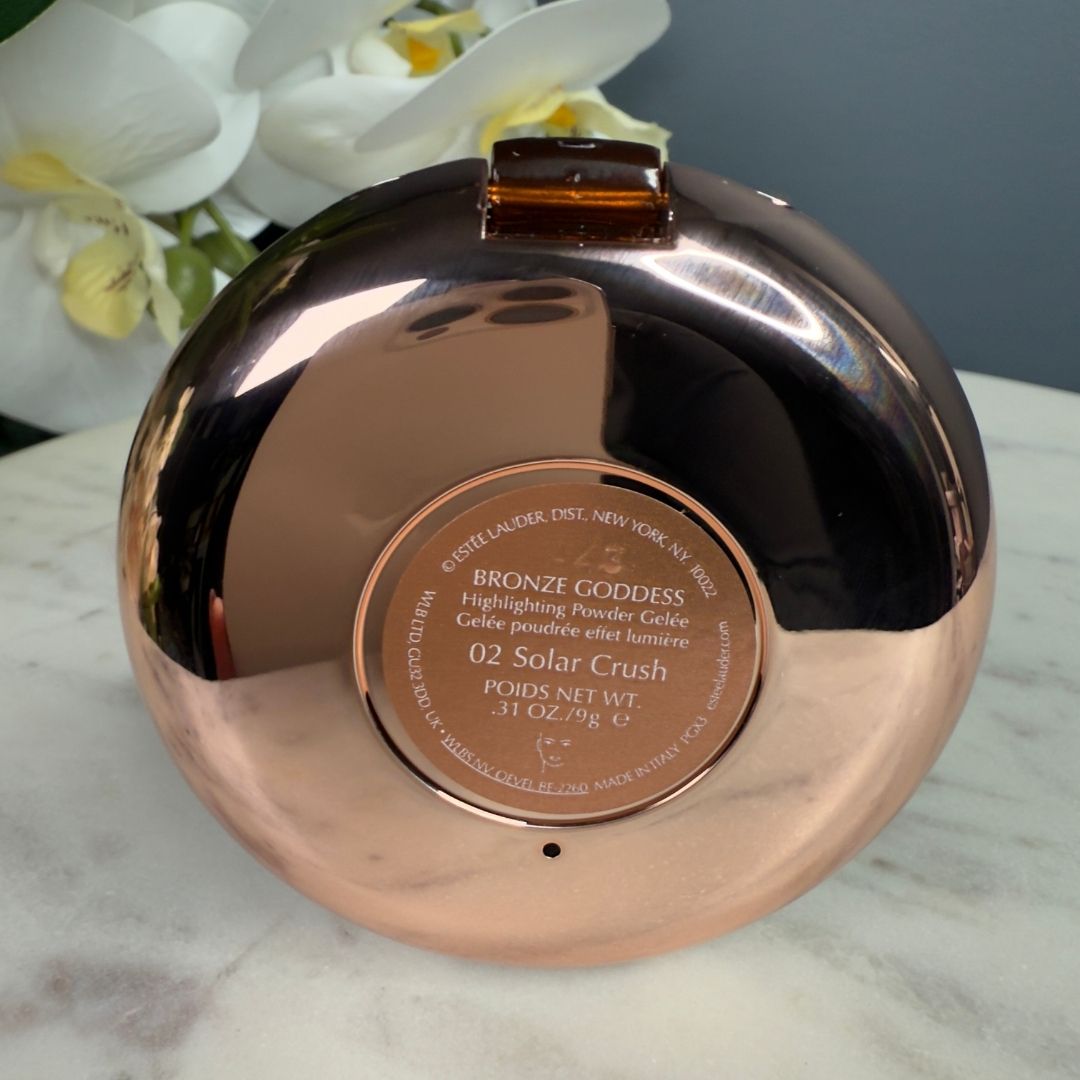 © ESTÉE LAUDER, DIST., NEW YORK, N.Y. 10022
BRONZE GODDESS
Highlighting Powder Gelée
Gelée poudrée effet lumière
02 Solar Crush
POIDS NET WT.
.31 OZ./9g ℮
WLB LTD GU32 3DD UK • WLBS NV, OEVEL BE-2260 MADE IN ITALY PGX3 esteelauder.com